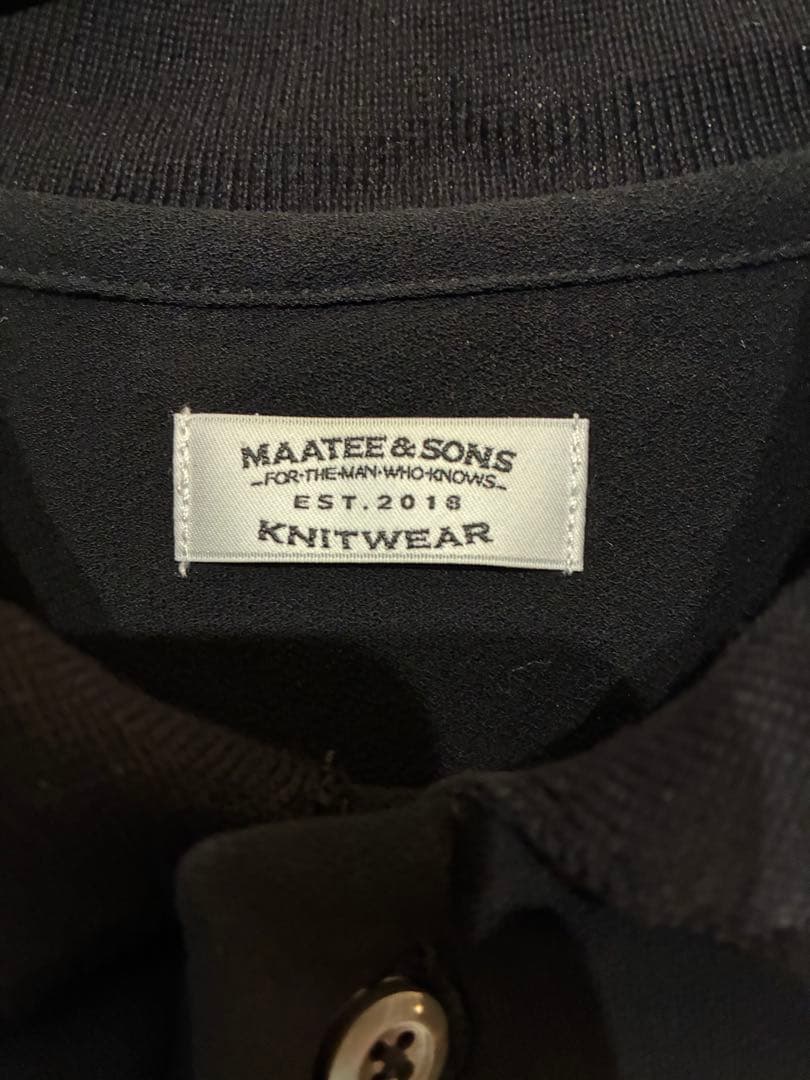 MAATEE & SONS
FOR·THE·MAN·WHO·KNOWS
EST. 2018
KNITWEAR